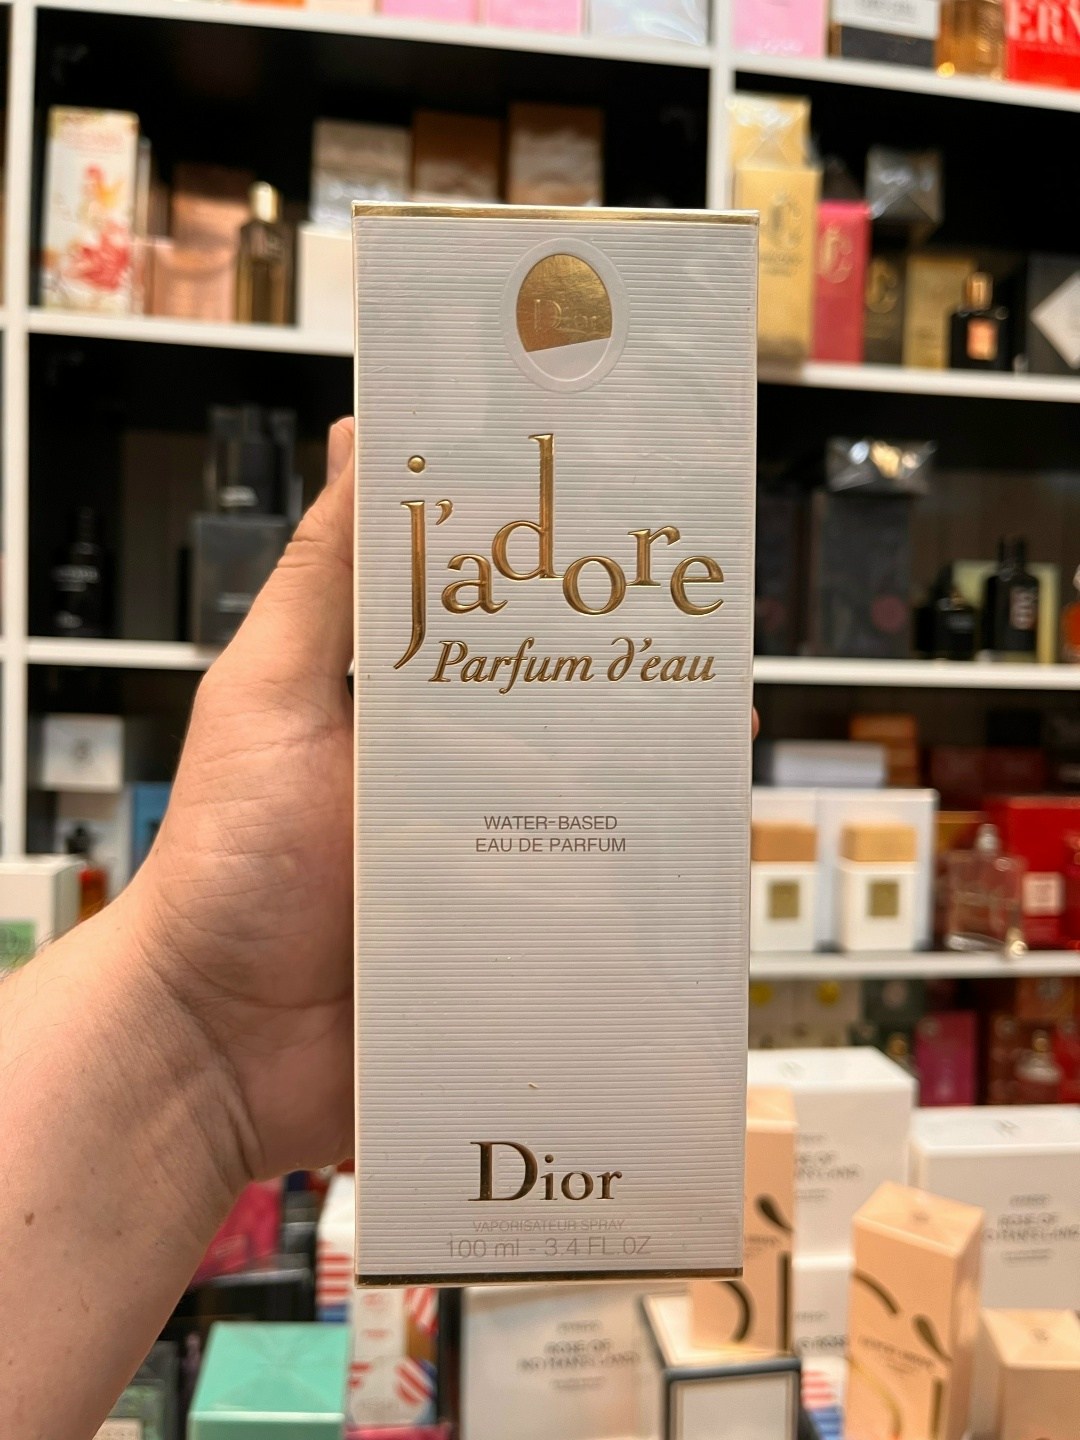 Dior
j'adore
Parfum d'eau
WATER-BASED
EAU DE PARFUM
Dior
VAPORISATEUR SPRAY
100 ml - 3.4 FL.OZ